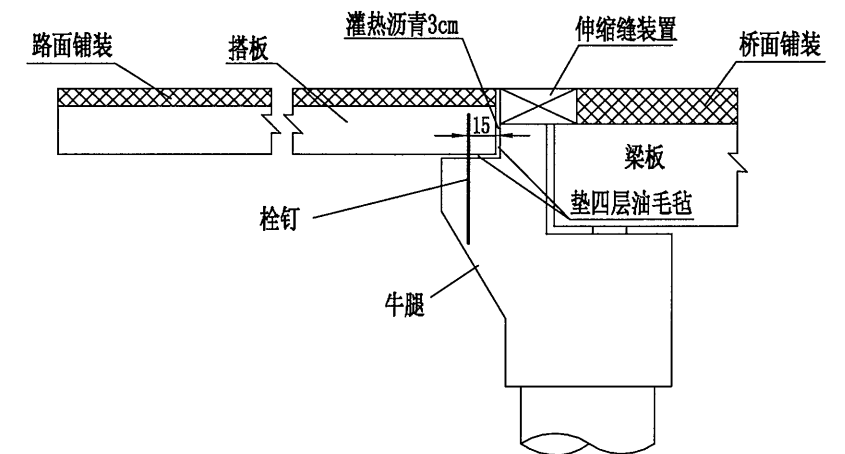 灌热沥青3cm
伸缩缝装置
路面铺装
搭板
桥面铺装
15
梁板
垫四层油毛毡
栓钉
牛腿